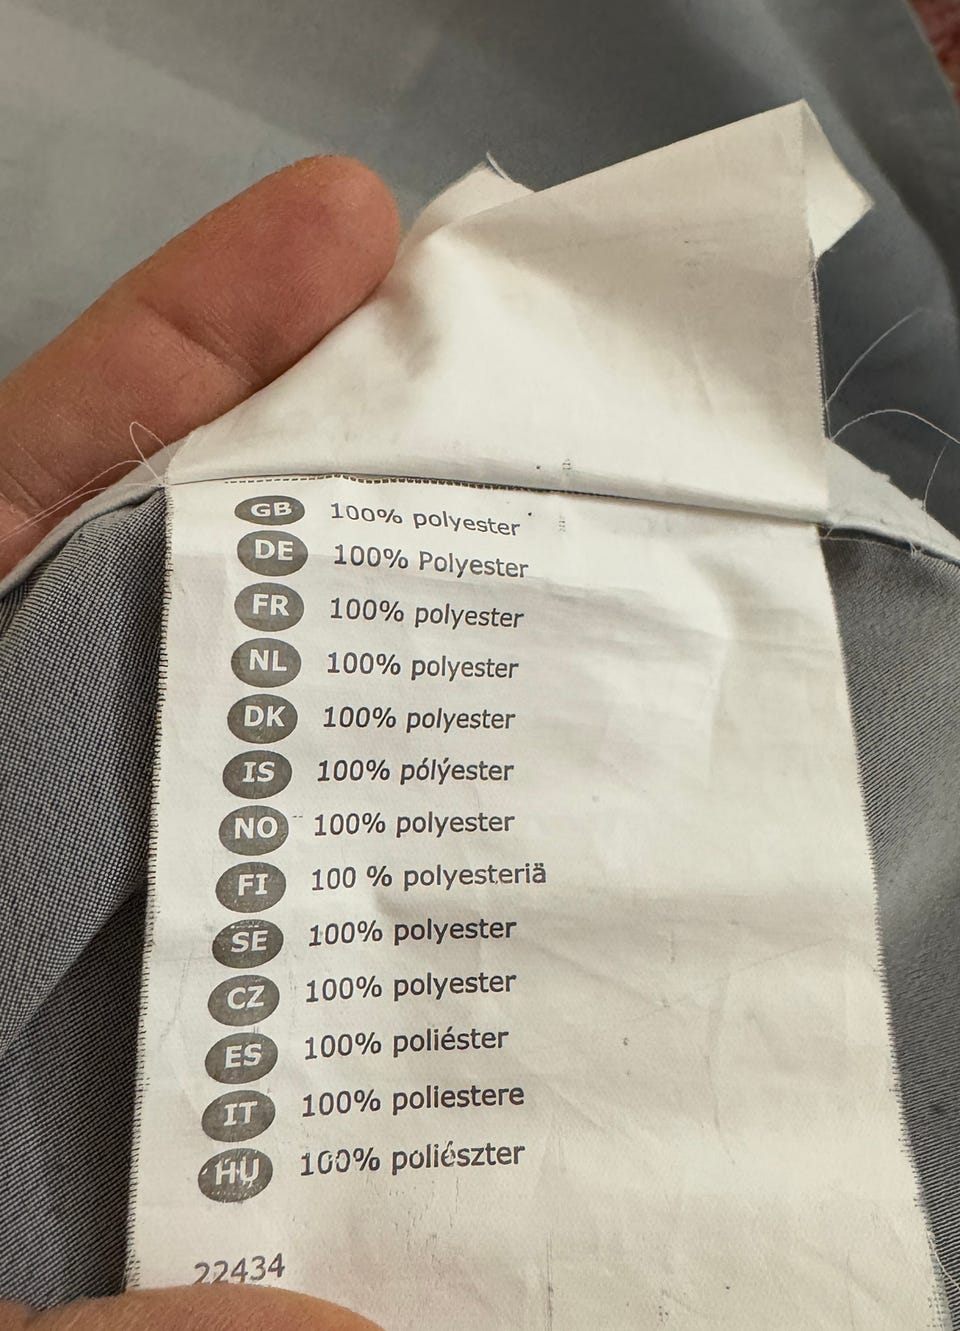 GB 100% polyester
DE 100% Polyester
FR 100% polyester
NL 100% polyester
DK 100% polyester
IS 100% pólýester
NO 100% polyester
FI 100 % polyesteriä
SE 100% polyester
CZ 100% polyester
ES 100% poliéster
IT 100% poliestere
HU 100% poliészter
22434